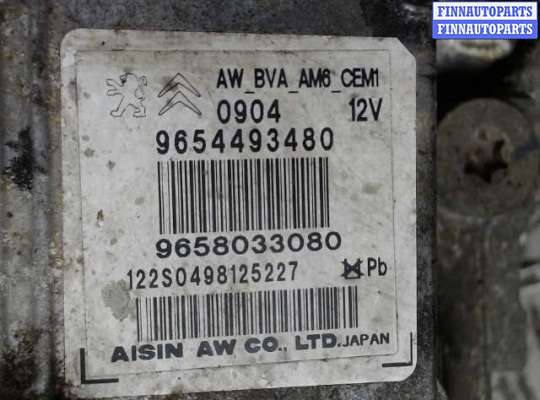 FINNAUTOPARTS
FINNAUTOPARTS
AW_BVA_AM6_CEM1
0904 12V
9654493480
9658033080
122S0498125227 Pb
AISIN AW CO., LTD. JAPAN